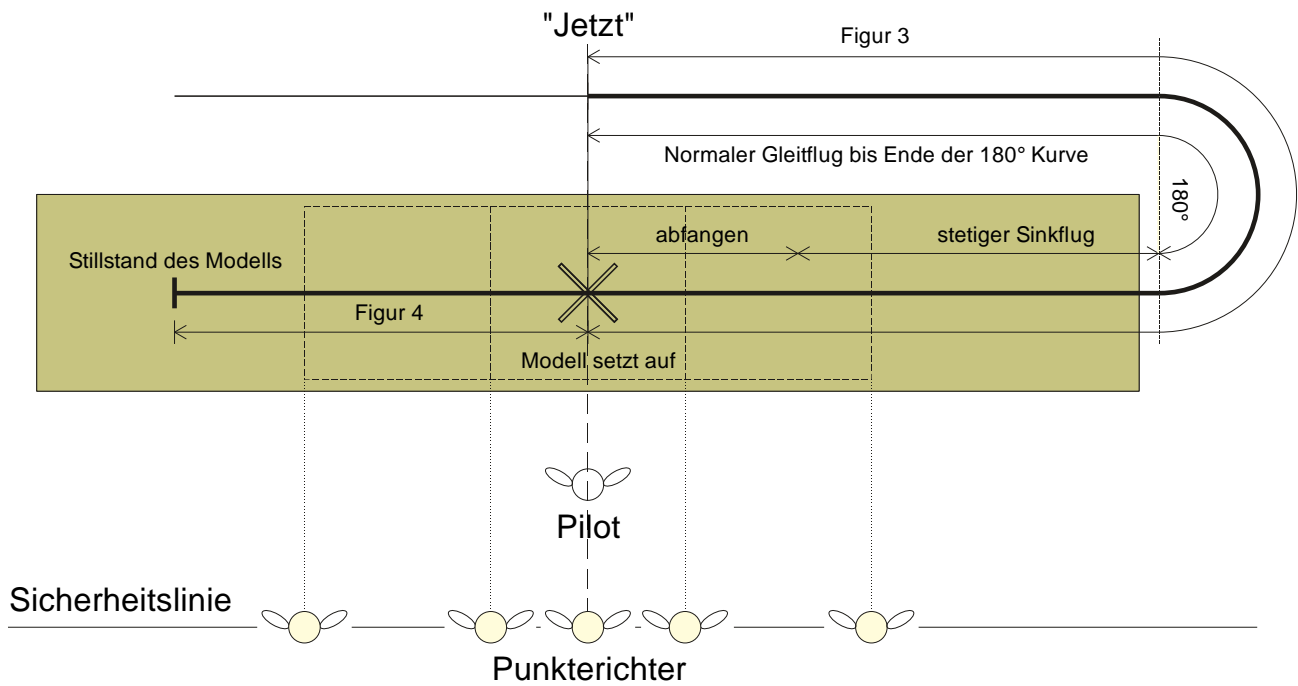 "Jetzt"
Figur 3
Normaler Gleitflug bis Ende der 180° Kurve
180°
abfangen
stetiger Sinkflug
Stillstand des Modells
Figur 4
Modell setzt auf
Pilot
Sicherheitslinie
Punkterichter